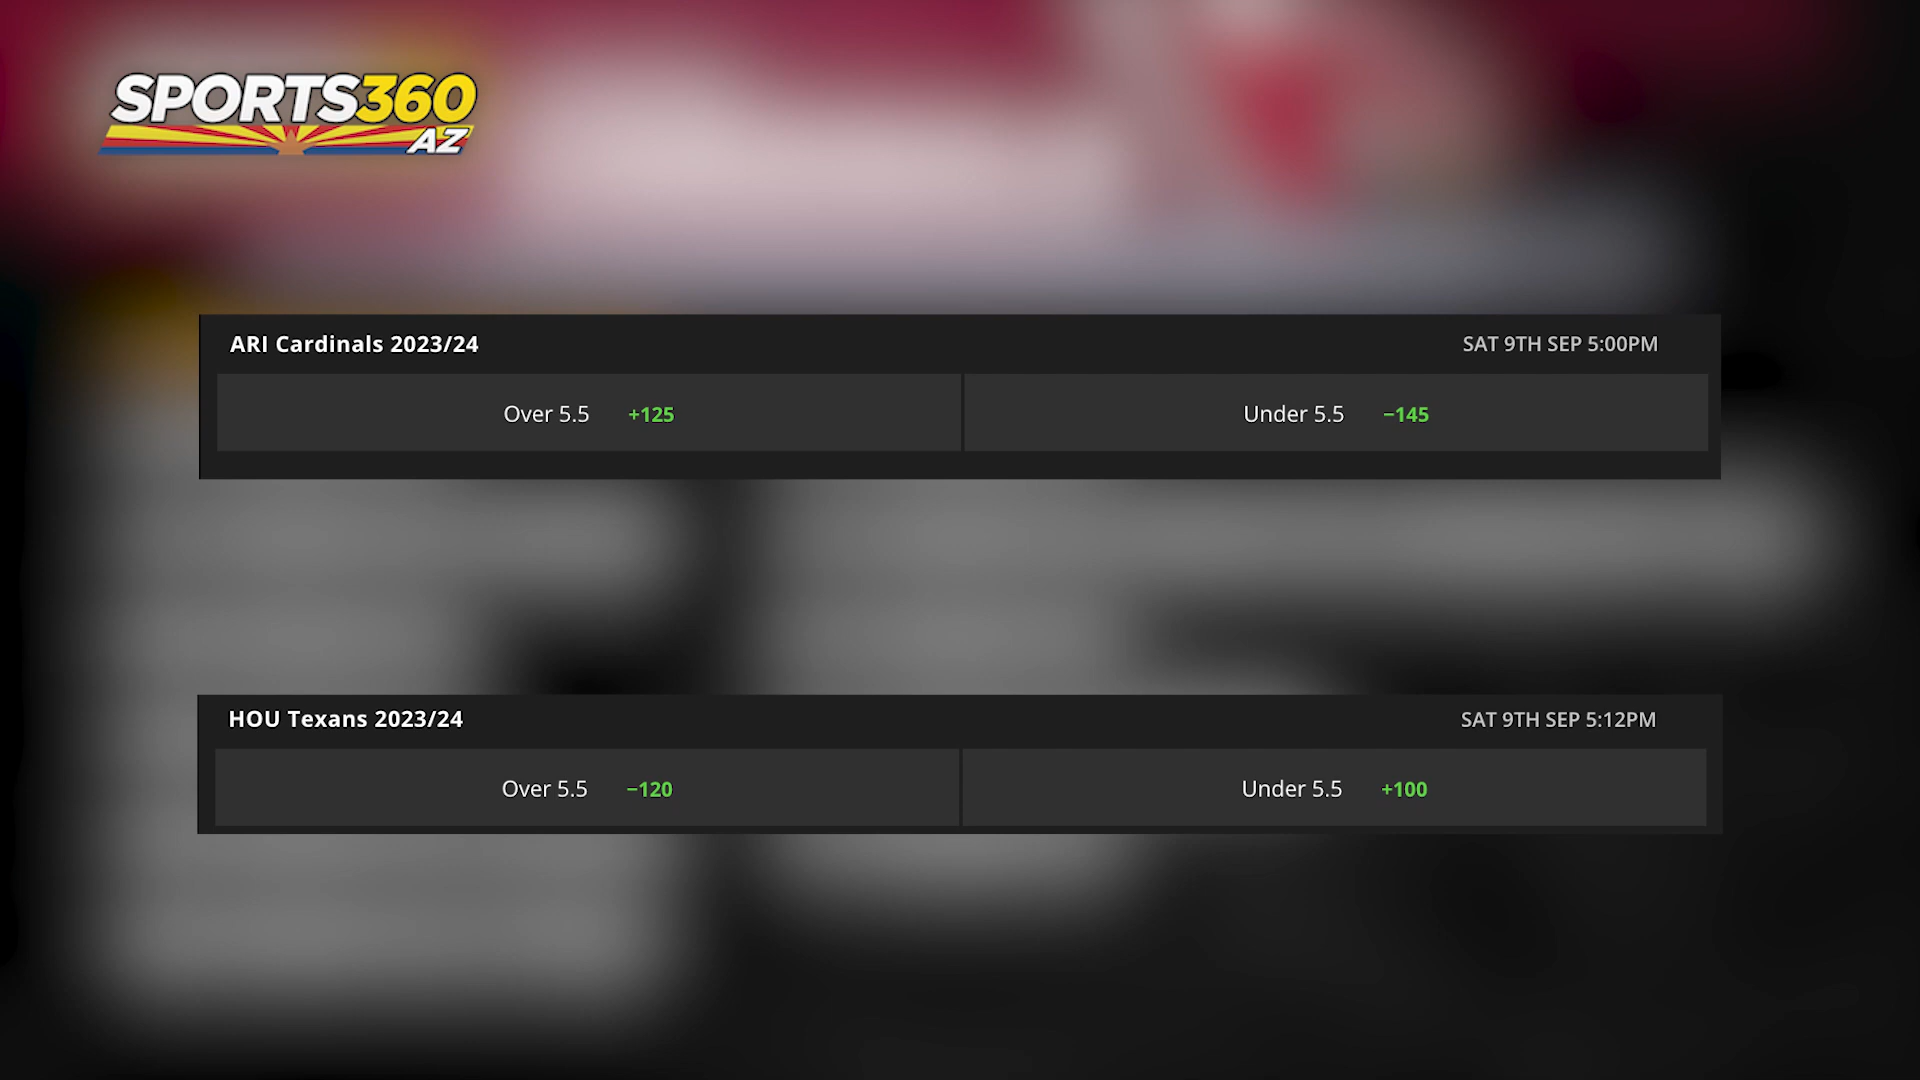 SPORTS360
AZ
ARI Cardinals 2023/24 SAT 9TH SEP 5:00PM
Over 5.5 +125 Under 5.5 −145
HOU Texans 2023/24 SAT 9TH SEP 5:12PM
Over 5.5 −120 Under 5.5 +100